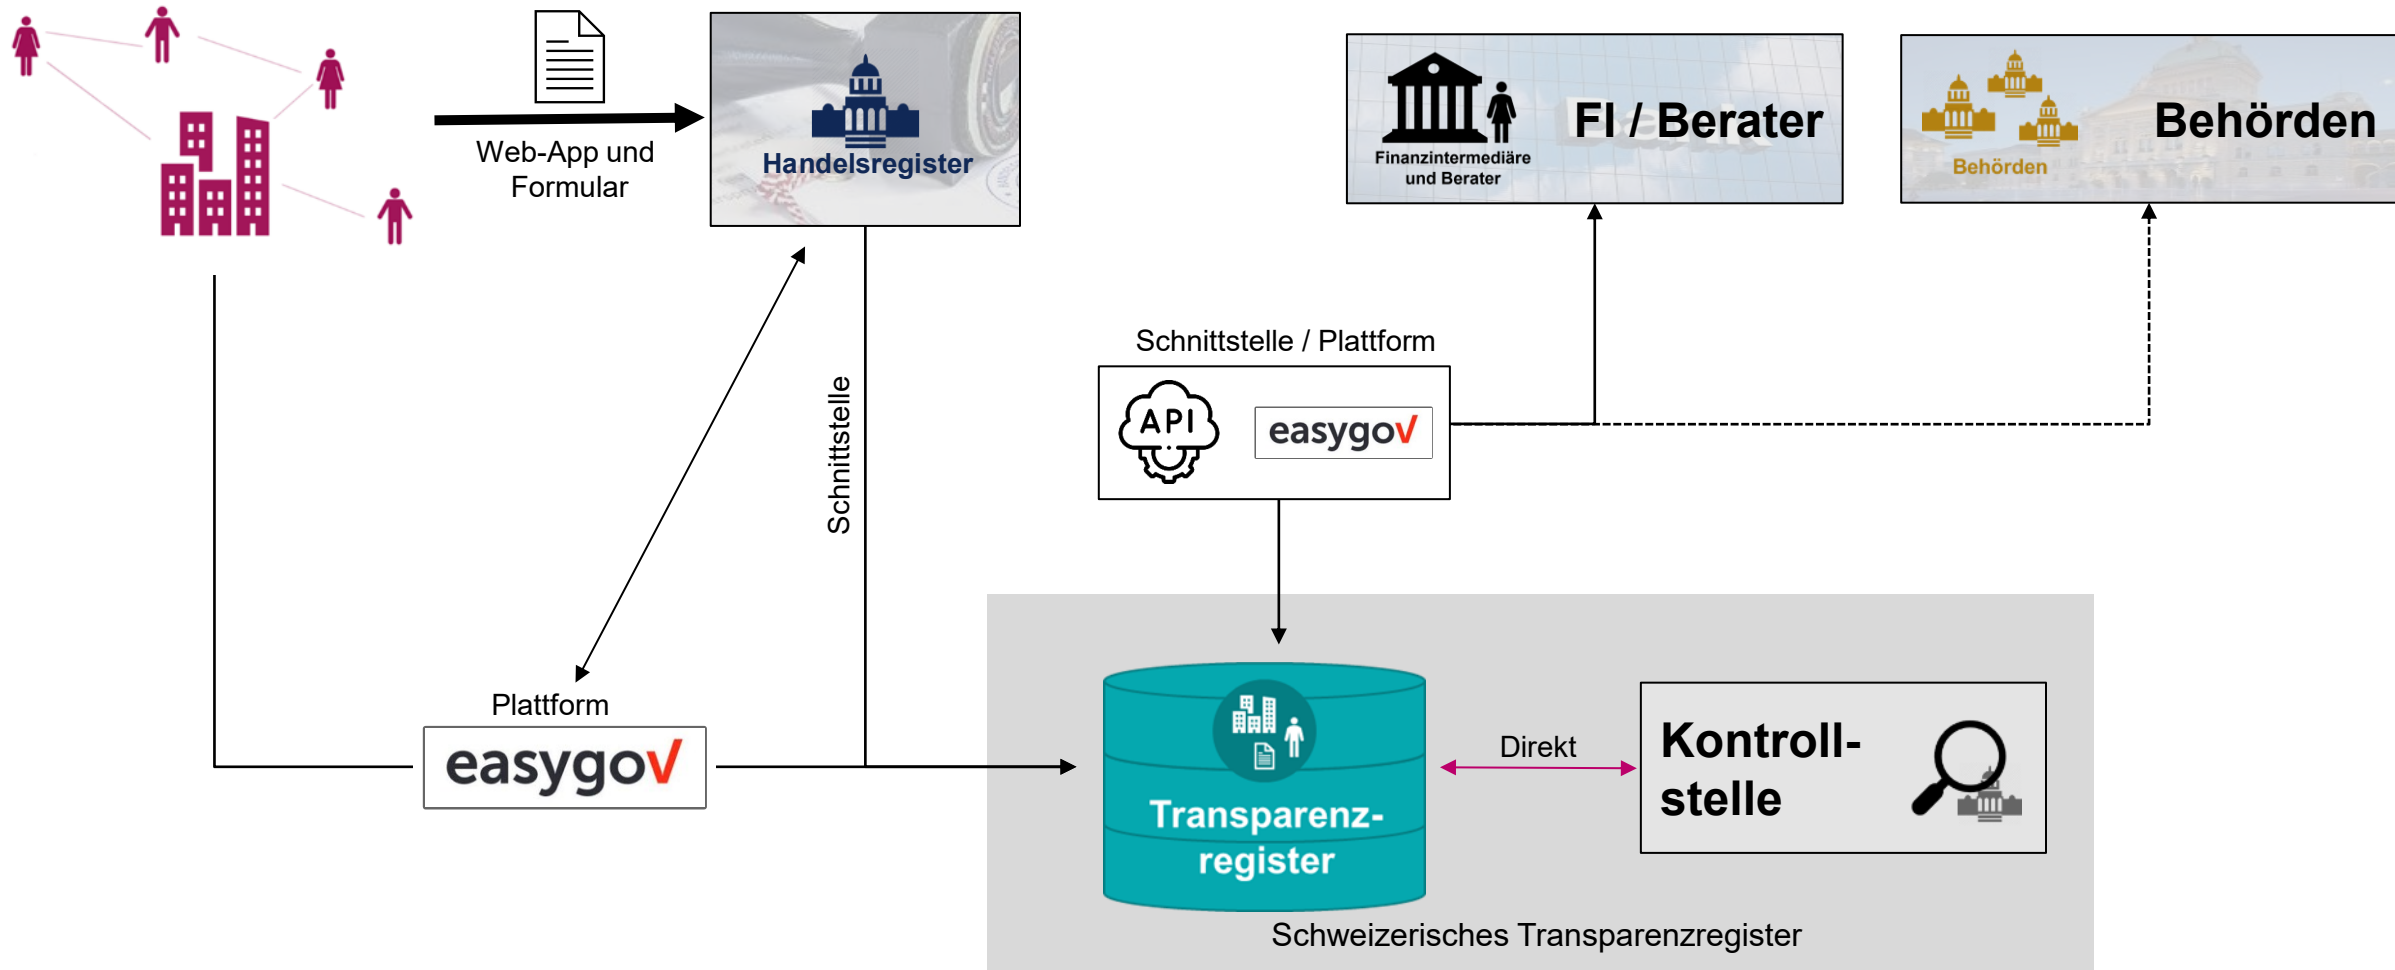 Web-App und
Formular
Handelsregister
Finanzintermediäre
und Berater
FI / Berater
Behörden
Behörden
Schnittstelle / Plattform
API
easygov
Schnittstelle
Plattform
easygov
Transparenz-
register
Direkt
Kontroll-
stelle
Schweizerisches Transparenzregister